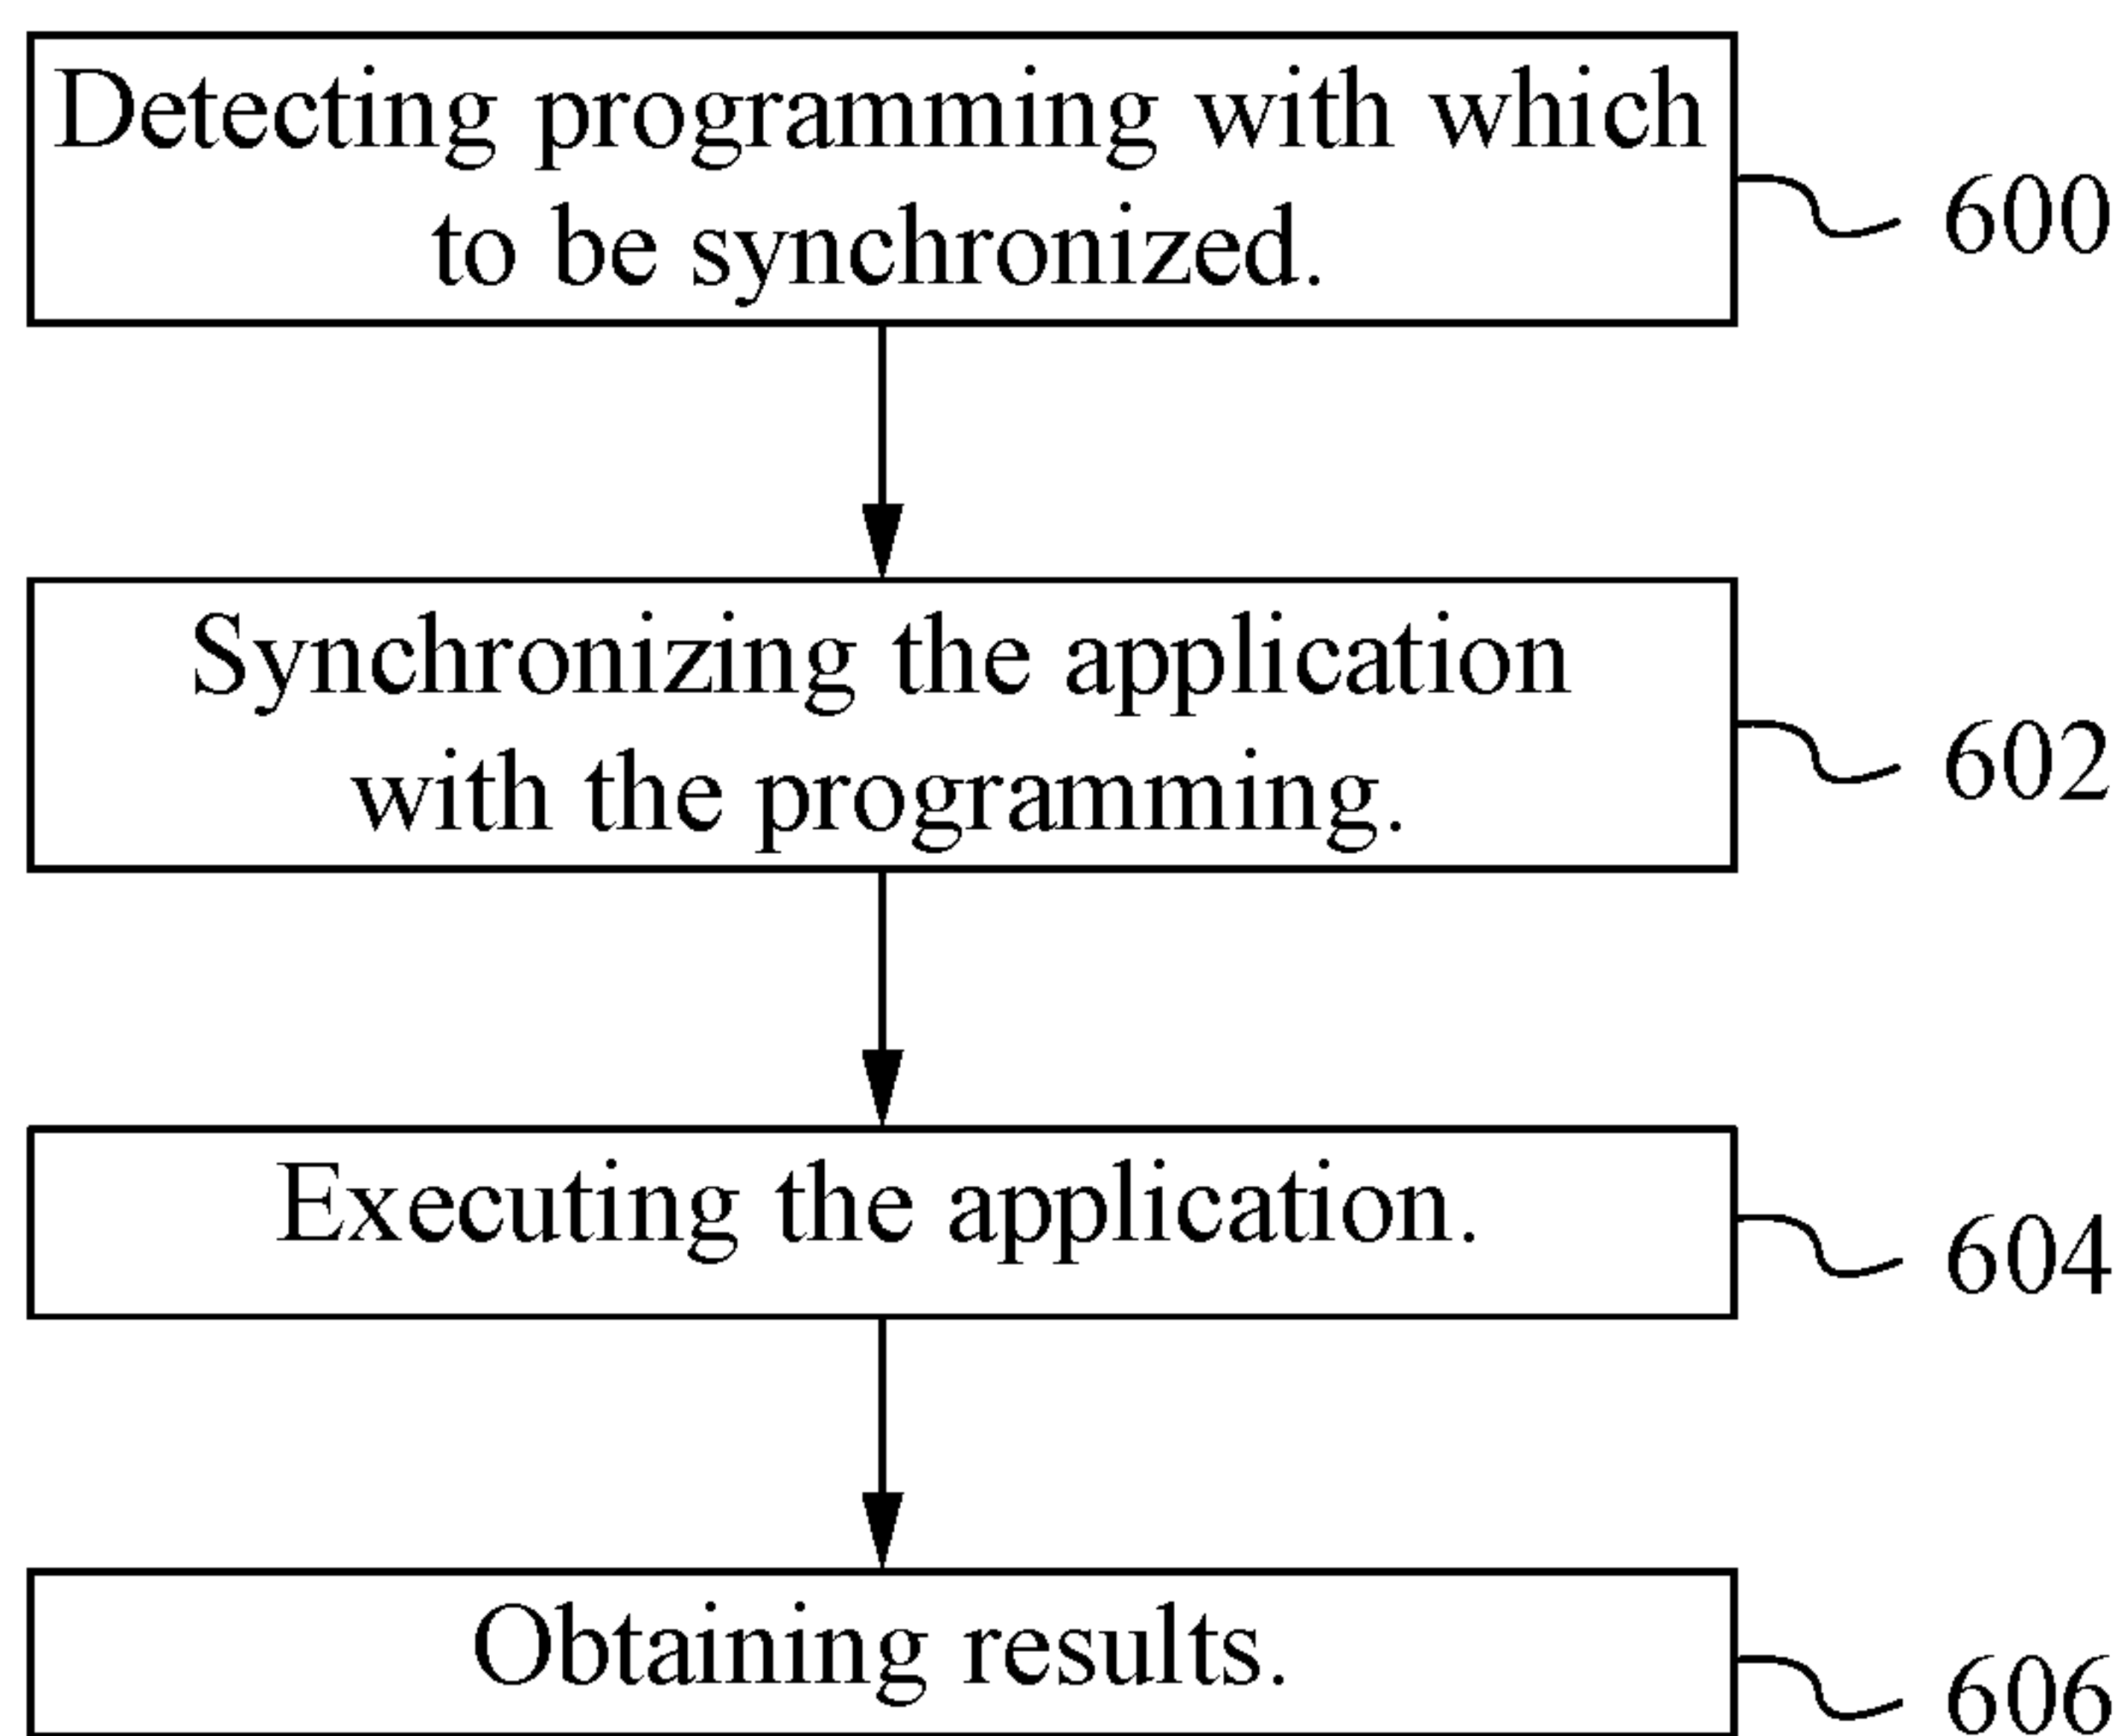 Detecting programming with which
to be synchronized.
600
Synchronizing the application
with the programming.
602
Executing the application.
604
Obtaining results.
606